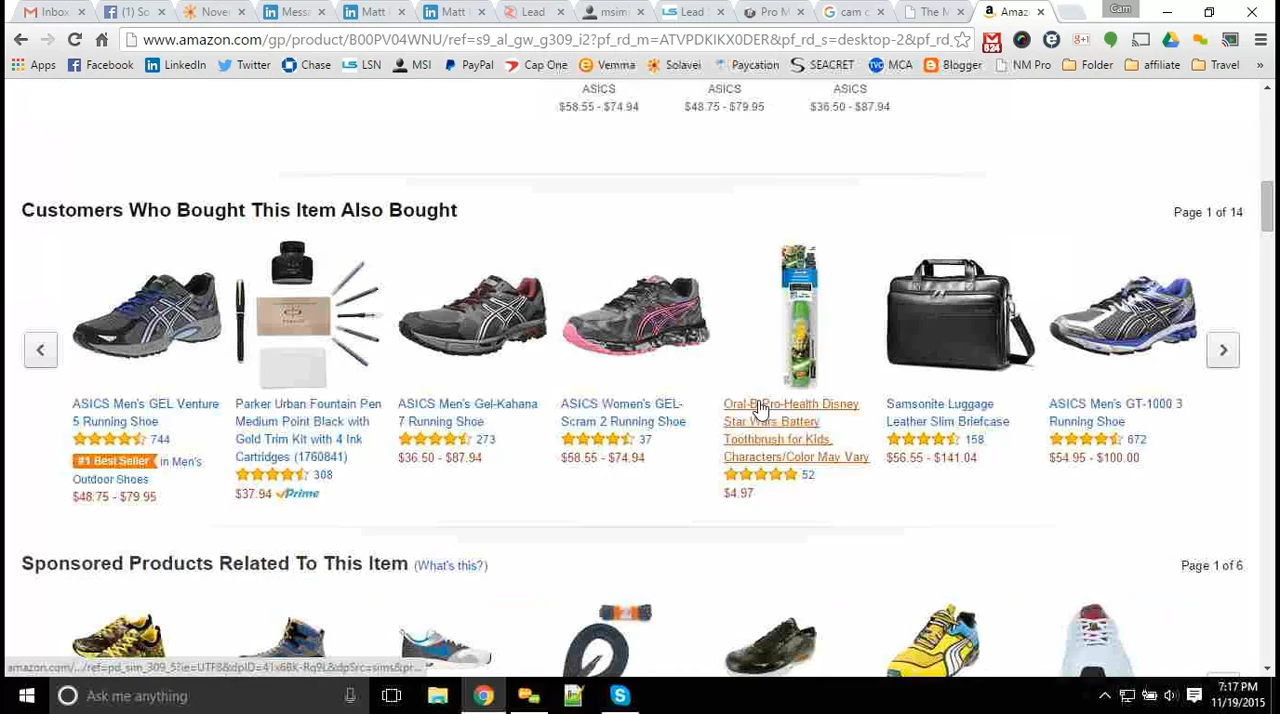 Inbox
f Sc
Nove
Messa
Matt
Matt
Lead
msim
LS Lead
Pro M
cam c
The M
Amaz
Cam
www.amazon.com/gp/product/B00PV04WNU/ref=s9_al_gw_g309_i2?pf_rd_m=ATVPDKIKX0DER&pf_rd_s=desktop-2&pf_rd_
824
Apps
Facebook
LinkedIn
Twitter
Chase
LS LSN
MSI
PayPal
Cap One
Vemma
Solavei
Paycation
SEACRET
TVC MCA
Blogger
NM Pro
Folder
affiliate
Travel
»
ASICS ASICS ASICS
$58.55 - $74.94 $48.75 - $79.95 $36.50 - $87.94
Customers Who Bought This Item Also Bought
Page 1 of 14
ASICS Men's GEL Venture
5 Running Shoe
744
#1 Best Seller in Men's
Outdoor Shoes
$48.75 - $79.95
Parker Urban Fountain Pen
Medium Point Black with
Gold Trim Kit with 4 Ink
Cartridges (1760841)
308
$37.94 Prime
ASICS Men's Gel-Kahana
7 Running Shoe
273
$36.50 - $87.94
ASICS Women's GEL-
Scram 2 Running Shoe
37
$58.55 - $74.94
Oral-B Pro-Health Disney
Star Wars Battery
Toothbrush for Kids,
Characters/Color May Vary
52
$4.97
Samsonite Luggage
Leather Slim Briefcase
158
$56.55 - $141.04
ASICS Men's GT-1000 3
Running Shoe
672
$54.95 - $100.00
Sponsored Products Related To This Item (What's this?)
Page 1 of 6
amazon.com/.../ref=pd_sim_309_5?ie=UTF8&dpID=41x6Bk-Rq9L&dpSrc=sims&pr...
Ask me anything
7:17 PM
11/19/2015